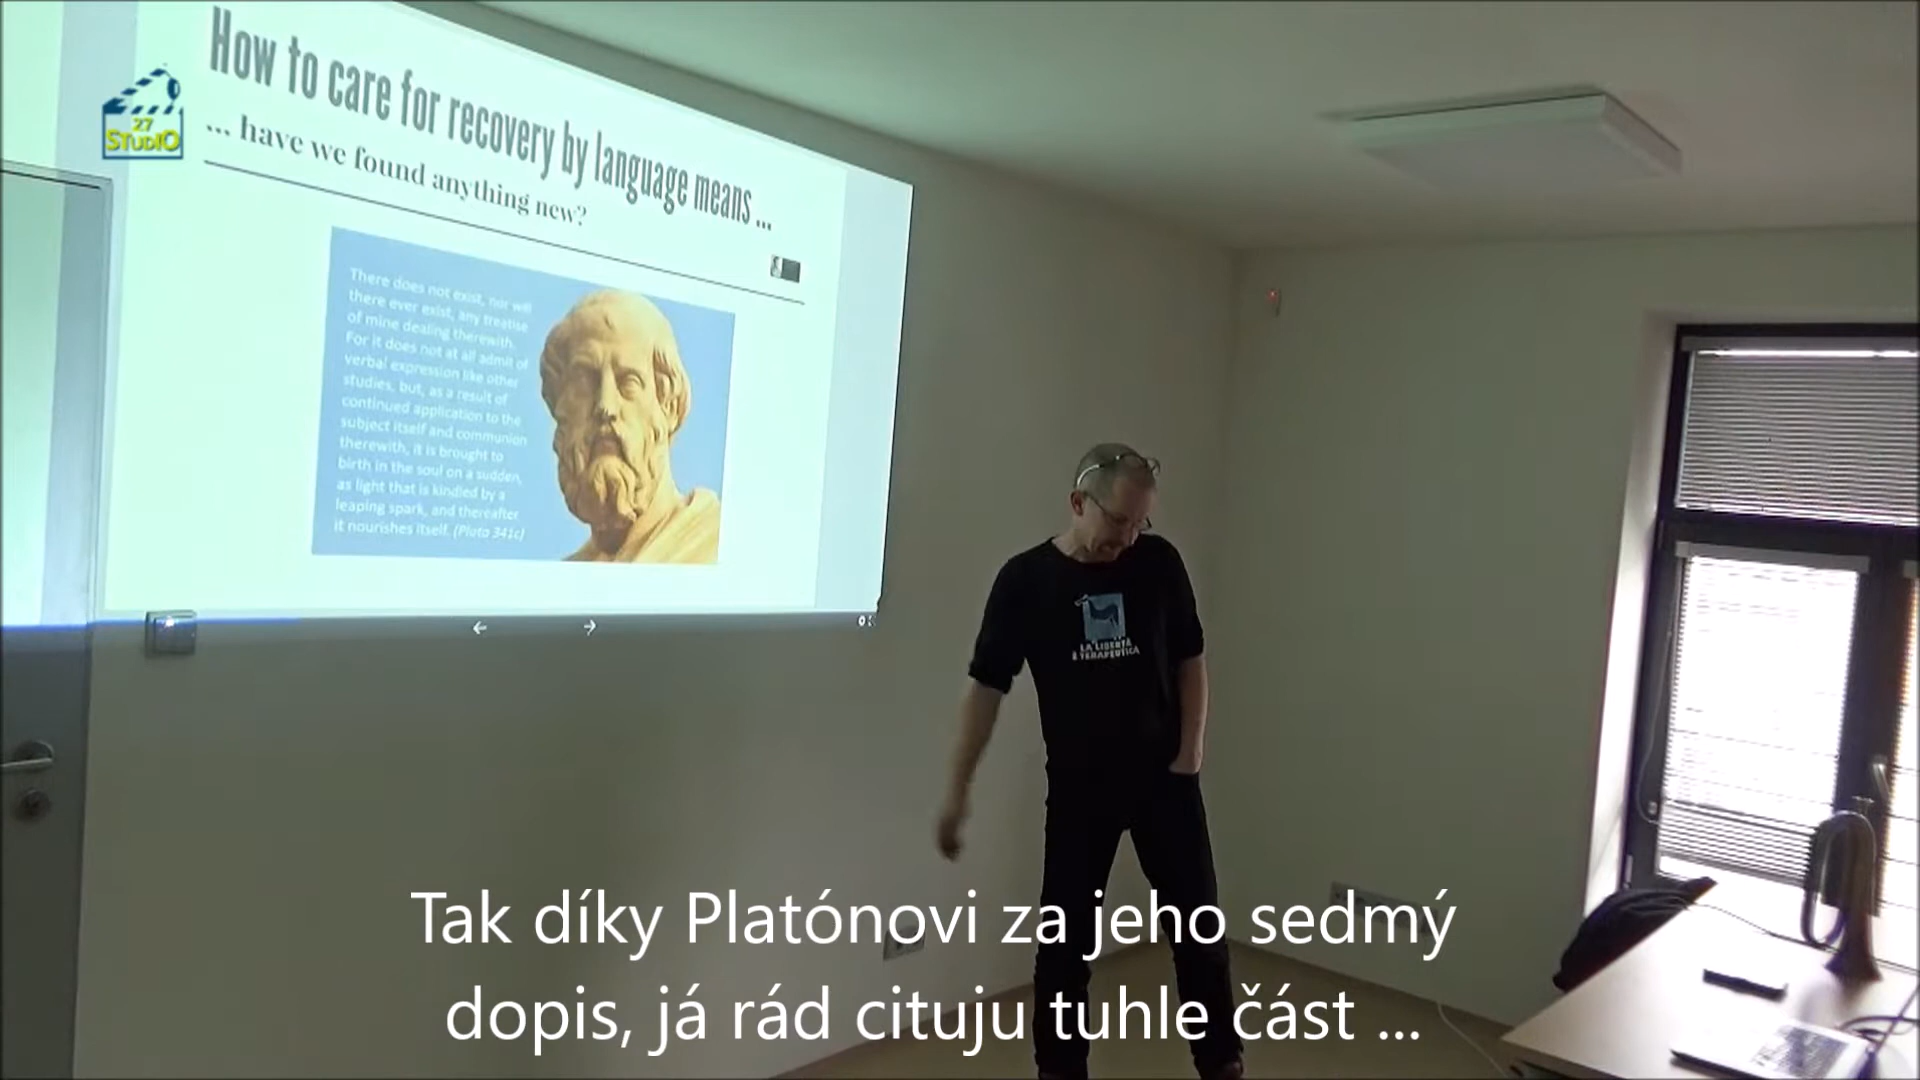 How to care for recovery by language means ...
... have we found anything new?
There does not exist, nor will
there ever exist, any treatise
of mine dealing therewith.
For it does not at all admit of
verbal expression like other
studies, but, as a result of
continued application to the
subject itself and communion
therewith, it is brought to
birth in the soul on a sudden,
as light that is kindled by a
leaping spark, and thereafter
it nourishes itself. (Plato 341c)
27
STUDIO
LA LIBERTÀ
È TERAPEUTICA
Tak díky Platónovi za jeho sedmý
dopis, já rád cituju tuhle část ...